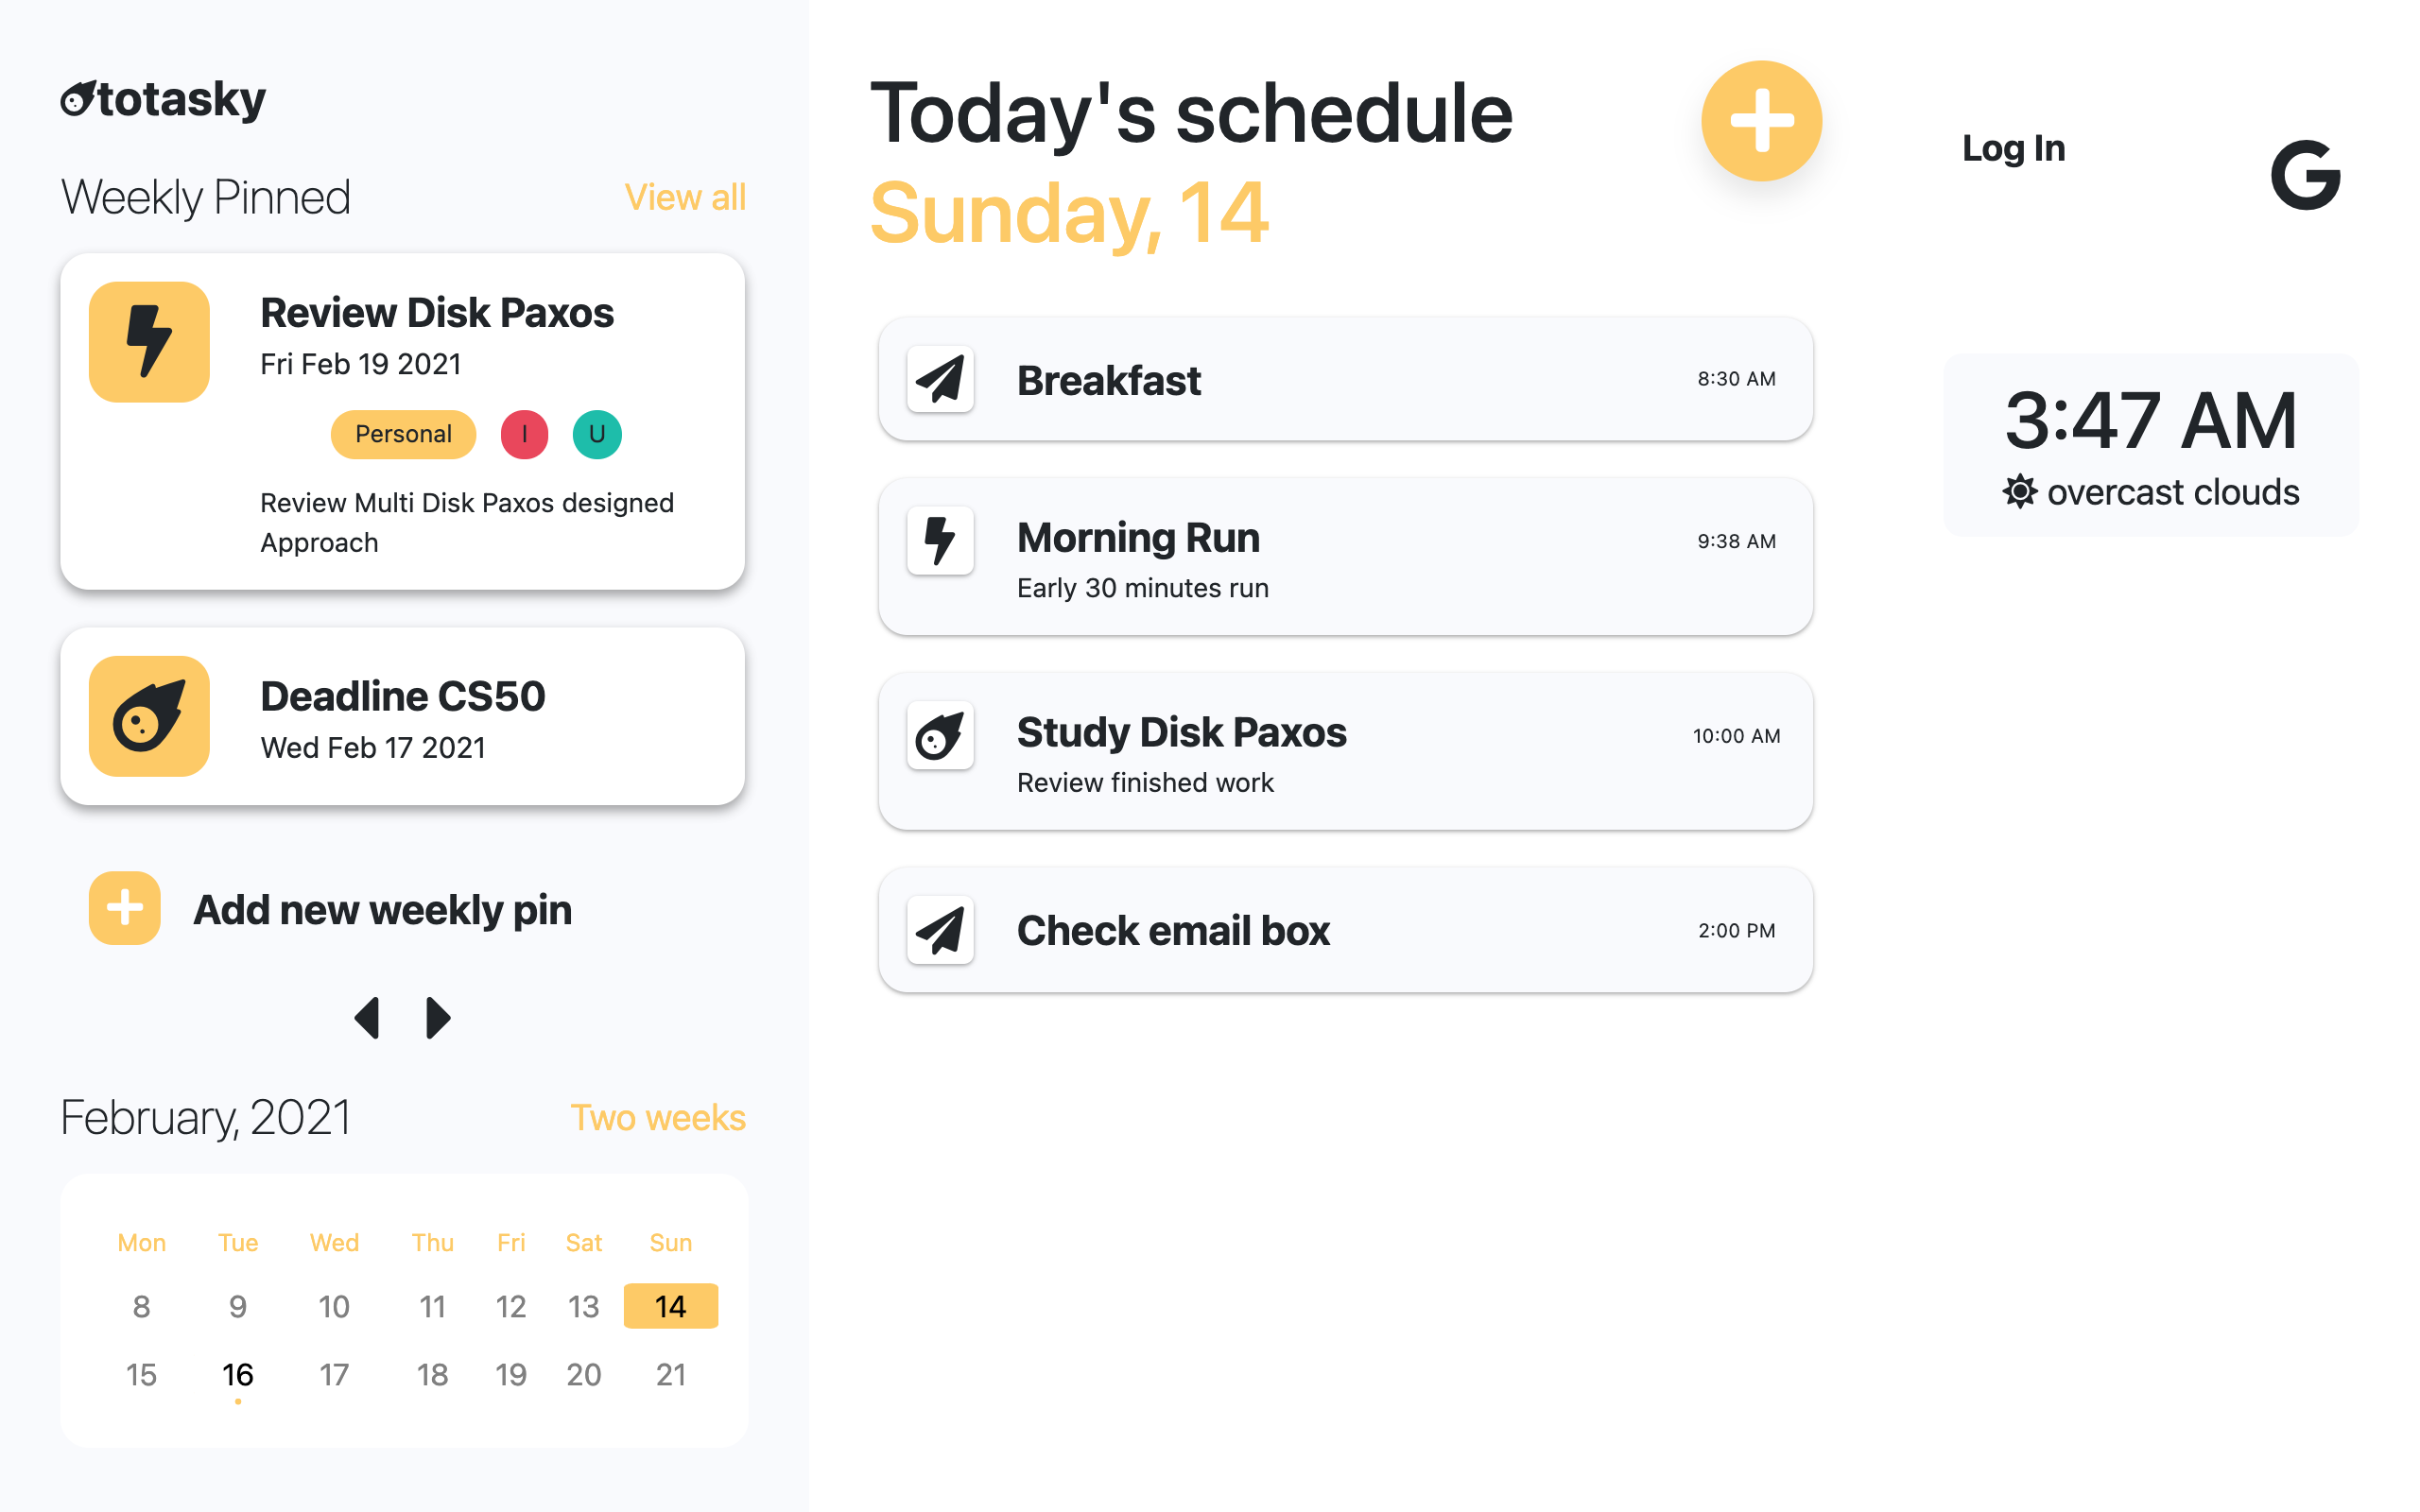 totasky
Weekly Pinned
View all
Review Disk Paxos
Fri Feb 19 2021
Personal
I
U
Review Multi Disk Paxos designed
Approach
Deadline CS50
Wed Feb 17 2021
Add new weekly pin
February, 2021
Two weeks
Mon Tue Wed Thu Fri Sat Sun
8 9 10 11 12 13 14
15 16 17 18 19 20 21
Today's schedule
Sunday, 14
Breakfast
8:30 AM
Morning Run
9:38 AM
Early 30 minutes run
Study Disk Paxos
10:00 AM
Review finished work
Check email box
2:00 PM
Log In
G
3:47 AM
overcast clouds